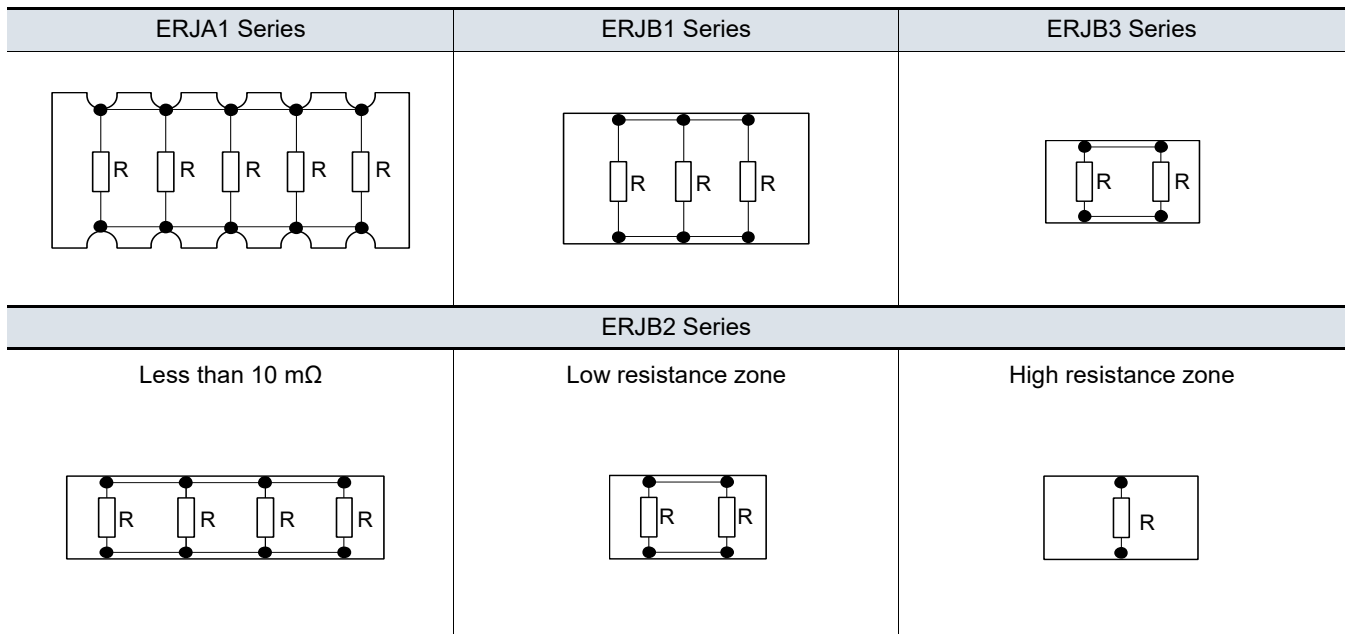 ERJA1 Series
ERJB1 Series
ERJB3 Series
R R R R R
R R R
R R
ERJB2 Series
Less than 10 mΩ
Low resistance zone
High resistance zone
R R R R
R R
R